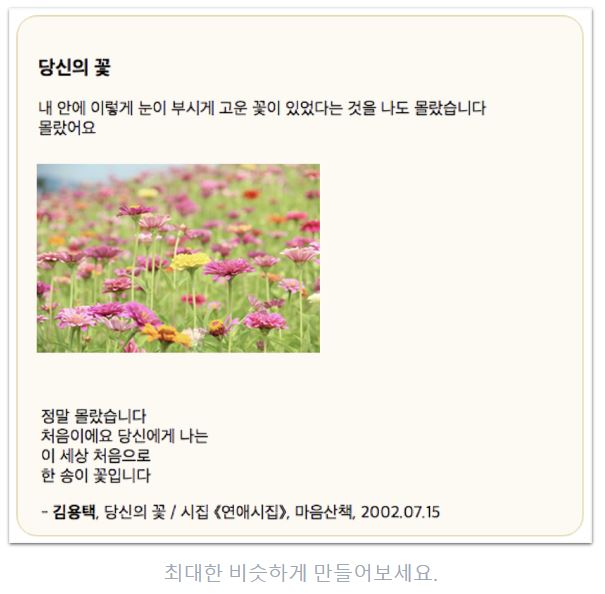 당신의 꽃
내 안에 이렇게 눈이 부시게 고운 꽃이 있었다는 것을 나도 몰랐습니다
몰랐어요
정말 몰랐습니다
처음이에요 당신에게 나는
이 세상 처음으로
한 송이 꽃입니다
- 김용택, 당신의 꽃 / 시집 《연애시집》, 마음산책, 2002.07.15
최대한 비슷하게 만들어보세요.